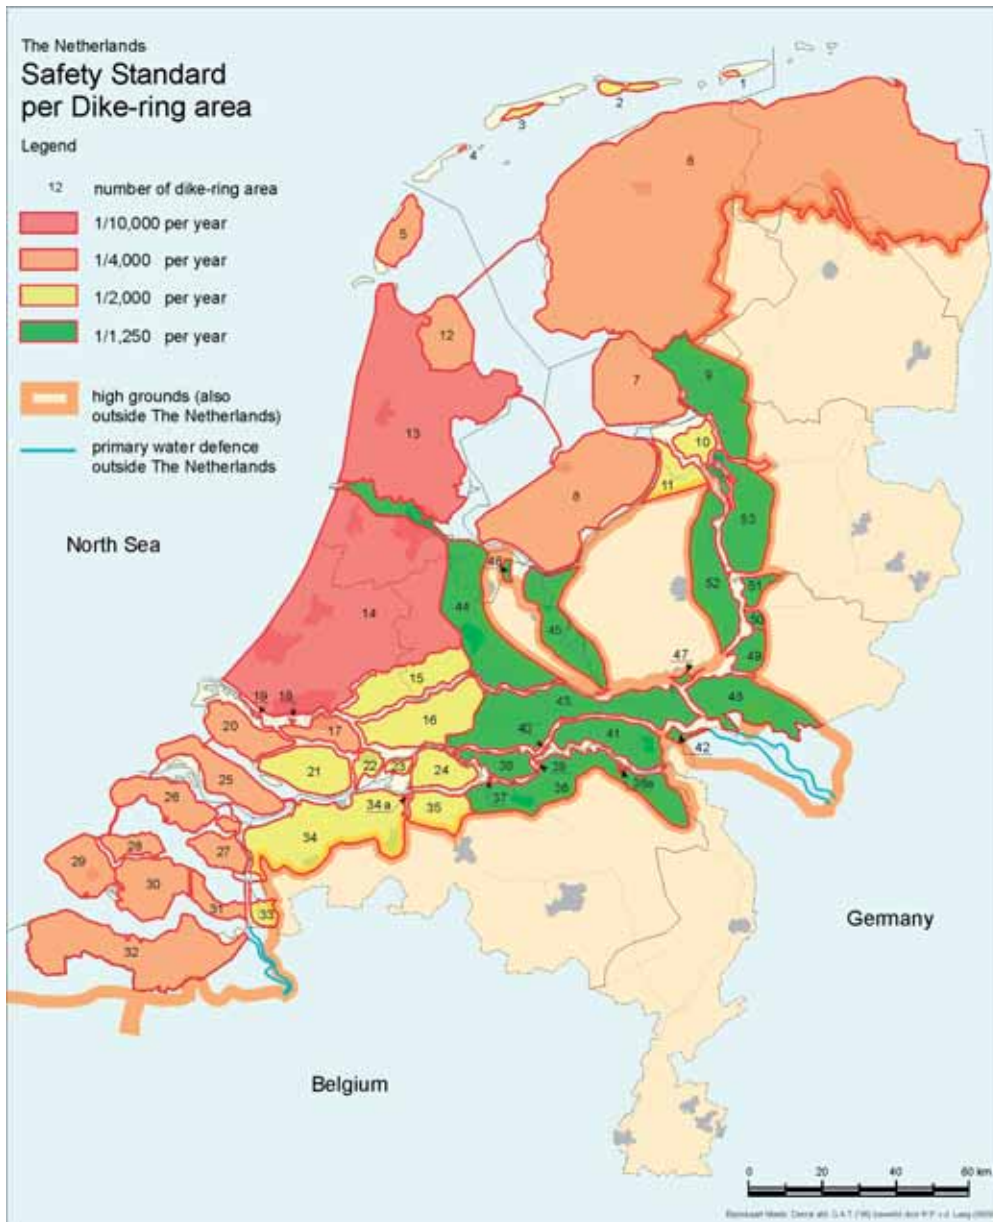 The Netherlands
Safety Standard
per Dike-ring area
Legend
12 number of dike-ring area
1/10,000 per year
1/4,000 per year
1/2,000 per year
1/1,250 per year
high grounds (also
outside The Netherlands)
primary water defence
outside The Netherlands
1
2
3
4
5
6
12
7
9
13
10
11
8
53
46
52
51
44
45
50
14
49
47
15
48
19 18
43
20
17
16
40
41
42
21
22
23
24
38
39
25
37
36
34a
35
26
34
28
27
29
30
31
33
32
North Sea
Germany
Belgium
0 20 40 60 km